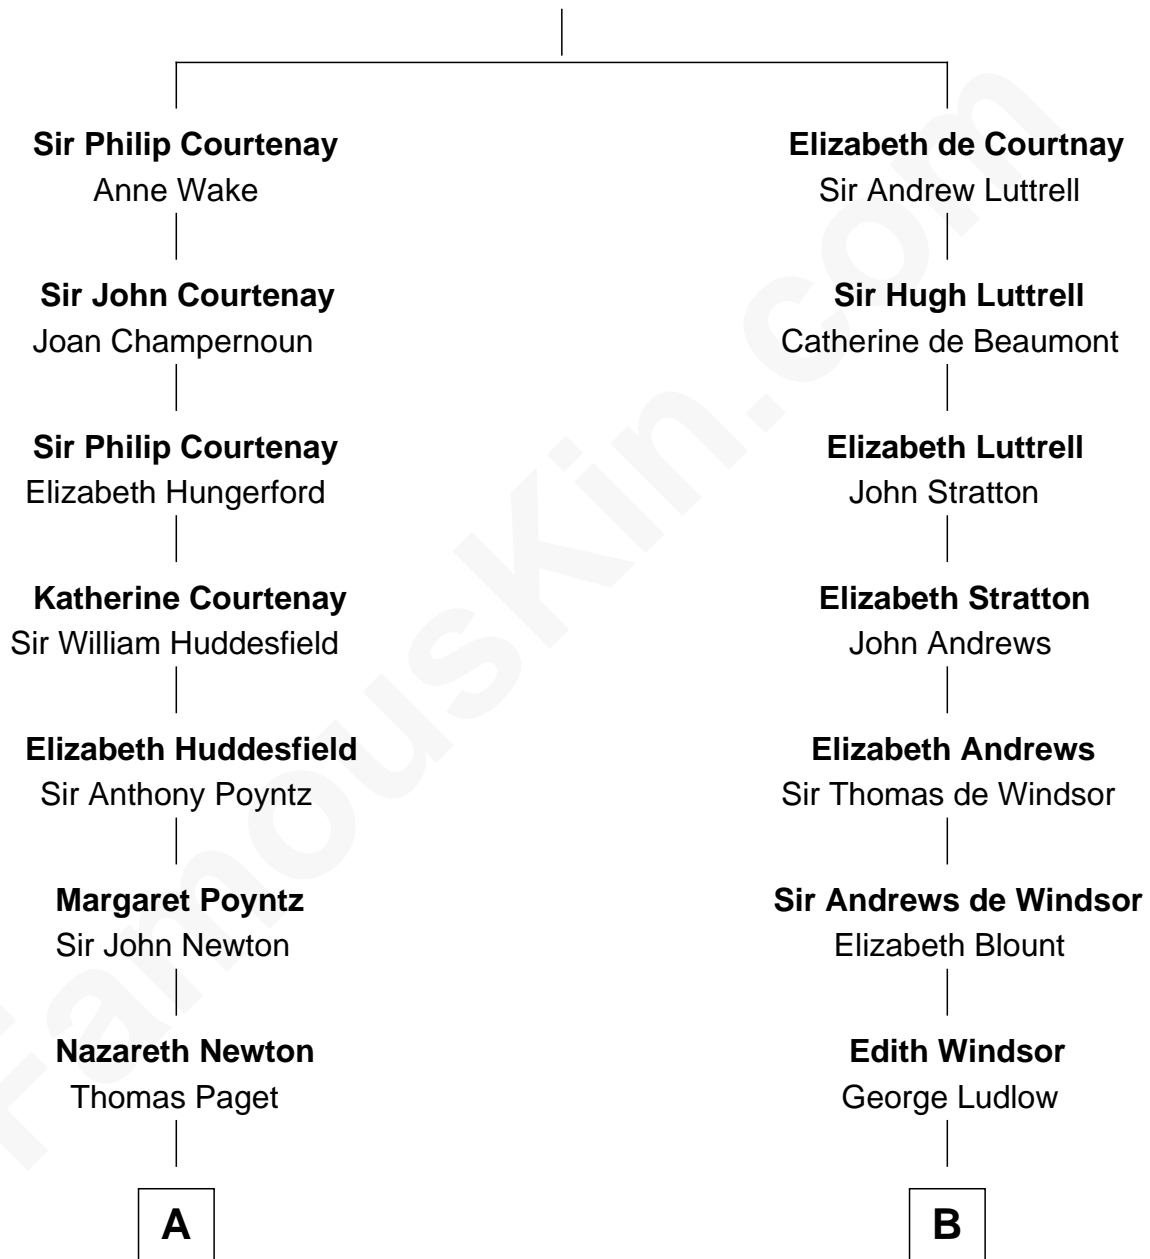 Sir Philip Courtenay
Anne Wake
Elizabeth de Courtnay
Sir Andrew Luttrell
Sir John Courtenay
Joan Champernoun
Sir Hugh Luttrell
Catherine de Beaumont
Sir Philip Courtenay
Elizabeth Hungerford
Elizabeth Luttrell
John Stratton
Katherine Courtenay
Sir William Huddesfield
Elizabeth Stratton
John Andrews
Elizabeth Huddesfield
Sir Anthony Poyntz
Elizabeth Andrews
Sir Thomas de Windsor
Margaret Poyntz
Sir John Newton
Sir Andrews de Windsor
Elizabeth Blount
Nazareth Newton
Thomas Paget
Edith Windsor
George Ludlow
A
B
FamousKin.com